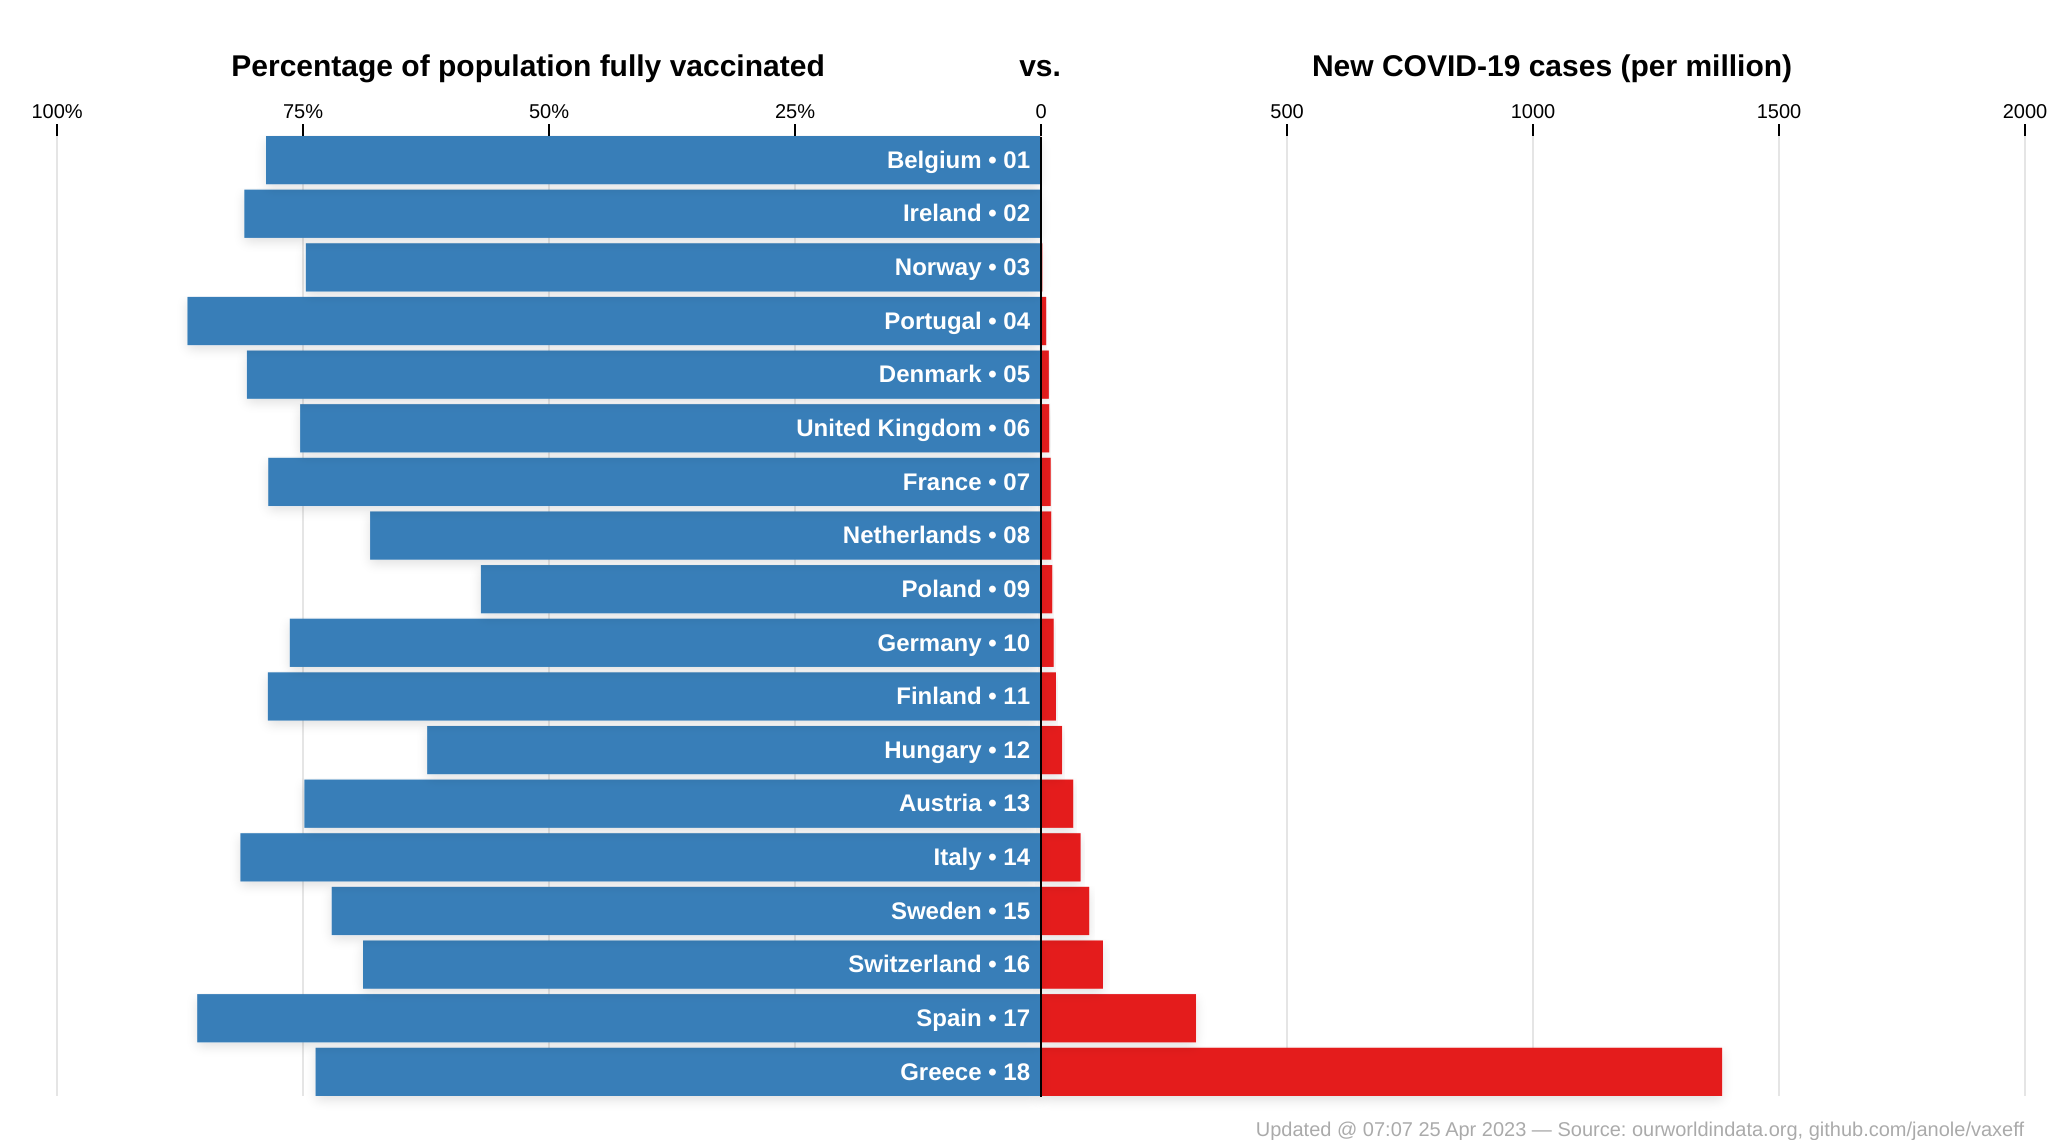 Percentage of population fully vaccinated vs. New COVID-19 cases (per million)
100% 75% 50% 25% 0 500 1000 1500 2000
Belgium • 01
Ireland • 02
Norway • 03
Portugal • 04
Denmark • 05
United Kingdom • 06
France • 07
Netherlands • 08
Poland • 09
Germany • 10
Finland • 11
Hungary • 12
Austria • 13
Italy • 14
Sweden • 15
Switzerland • 16
Spain • 17
Greece • 18
Updated @ 07:07 25 Apr 2023 — Source: ourworldindata.org, github.com/janole/vaxeff